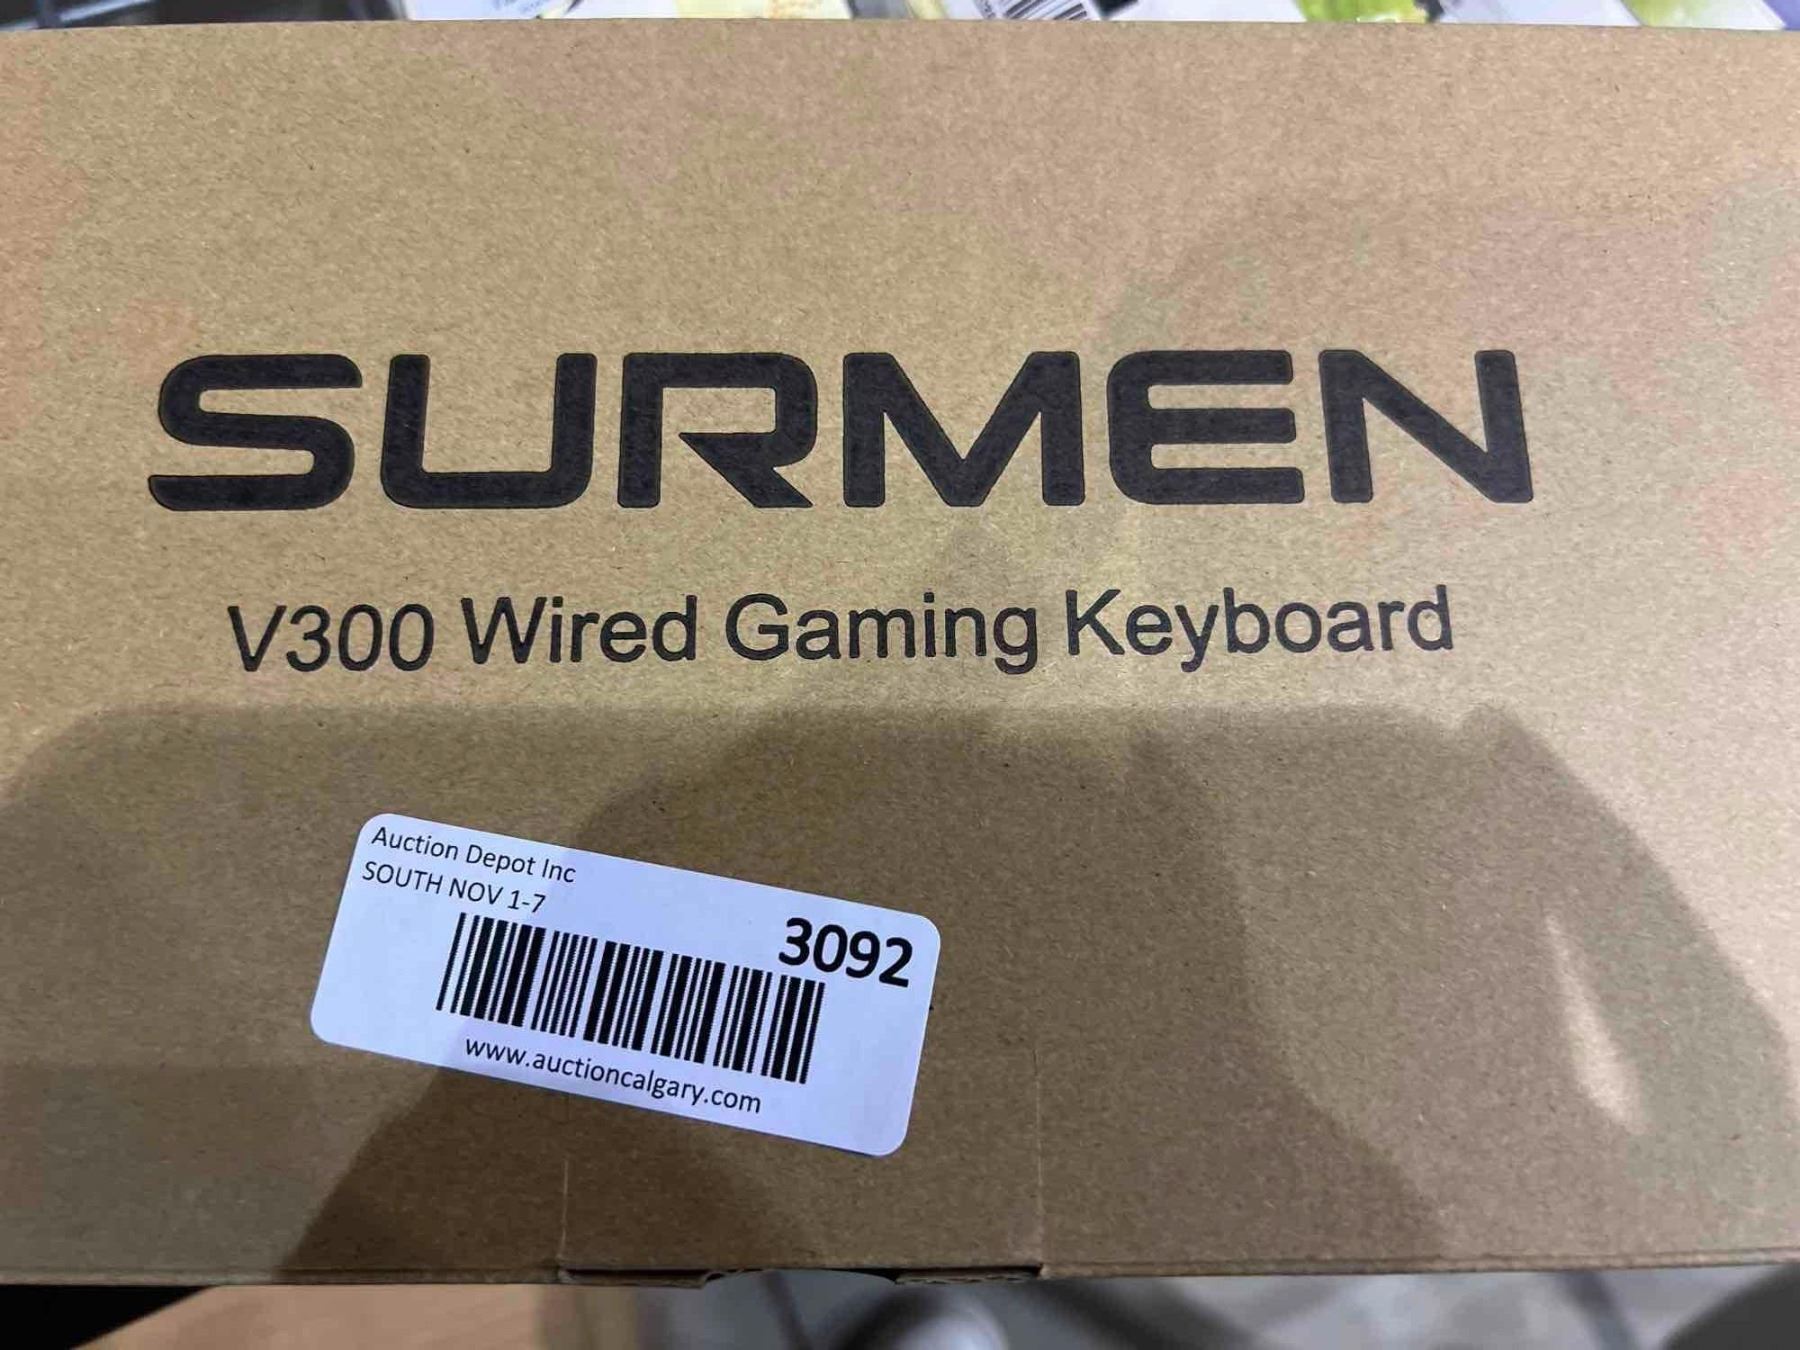 SURMEN
V300 Wired Gaming Keyboard
Auction Depot Inc
SOUTH NOV 1-7
3092
www.auctioncalgary.com